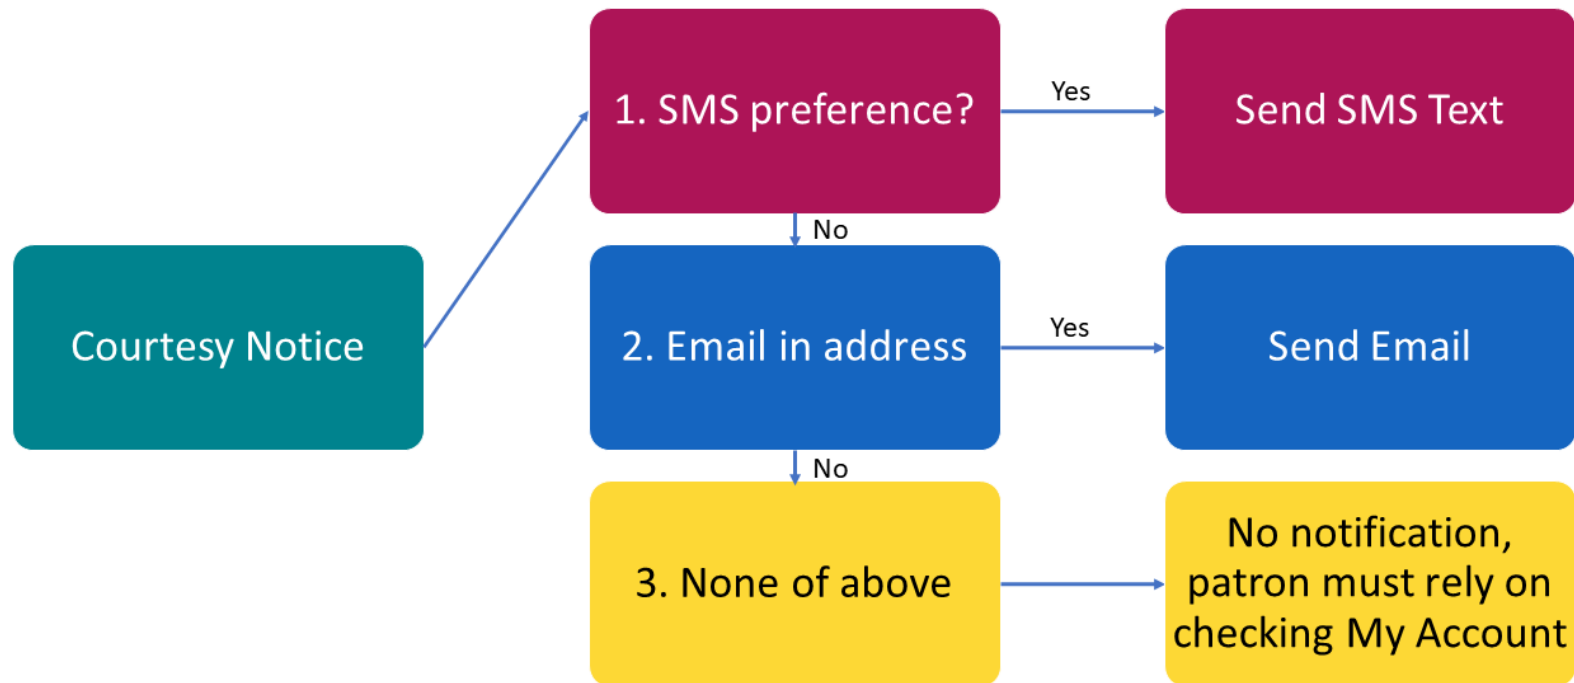 1. SMS preference?
Yes
Send SMS Text
No
Courtesy Notice
2. Email in address
Yes
Send Email
No
3. None of above
No notification,
patron must rely on
checking My Account